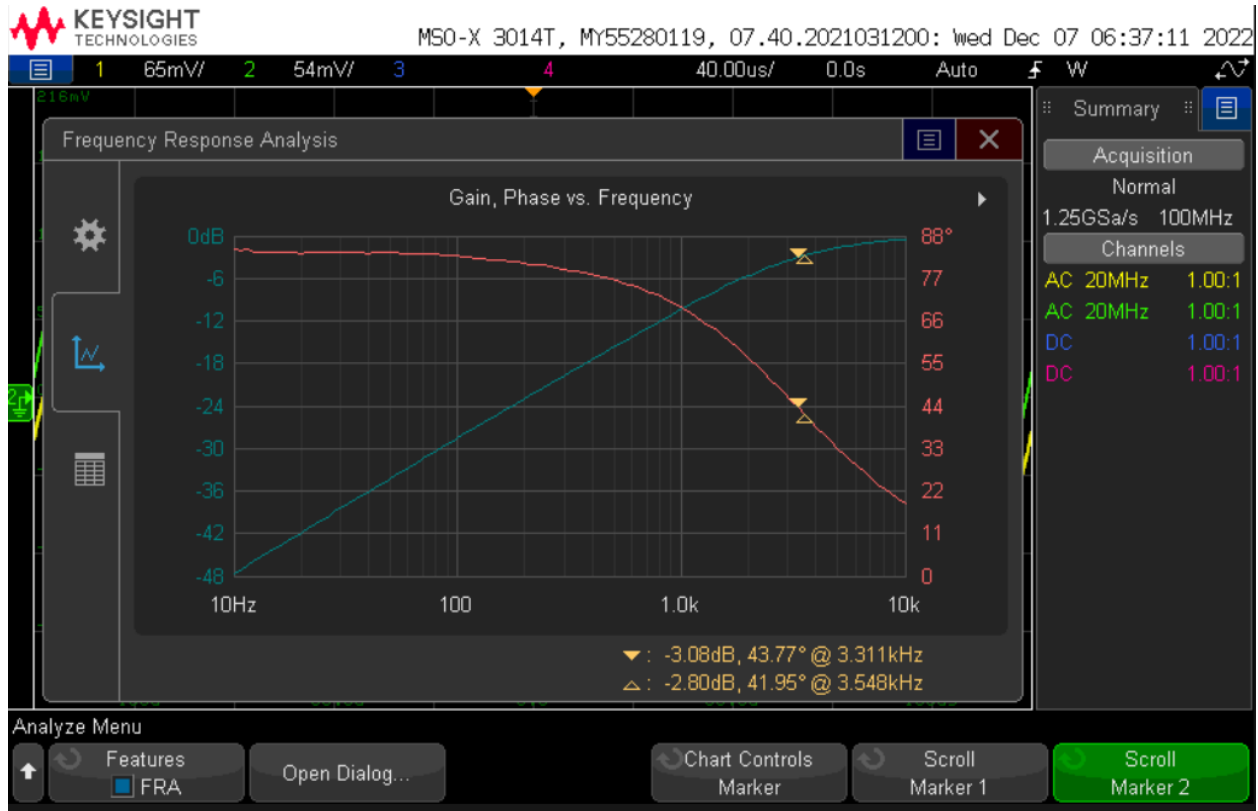 KEYSIGHT
TECHNOLOGIES
MSO-X 3014T, MY55280119, 07.40.2021031200: Wed Dec 07 06:37:11 2022
1 65mV/ 2 54mV/ 3 4 40.00us/ 0.0s Auto W
216mV
Summary
Frequency Response Analysis
Acquisition
Normal
1.25GSa/s 100MHz
Channels
AC 20MHz 1.00:1
AC 20MHz 1.00:1
DC 1.00:1
DC 1.00:1
Gain, Phase vs. Frequency
0dB 88°
-6 77
-12 66
-18 55
-24 44
-30 33
-36 22
-42 11
-48 0
10Hz 100 1.0k 10k
: -3.08dB, 43.77° @ 3.311kHz
: -2.80dB, 41.95° @ 3.548kHz
2
Analyze Menu
Features
FRA
Open Dialog...
Chart Controls
Marker
Scroll
Marker 1
Scroll
Marker 2